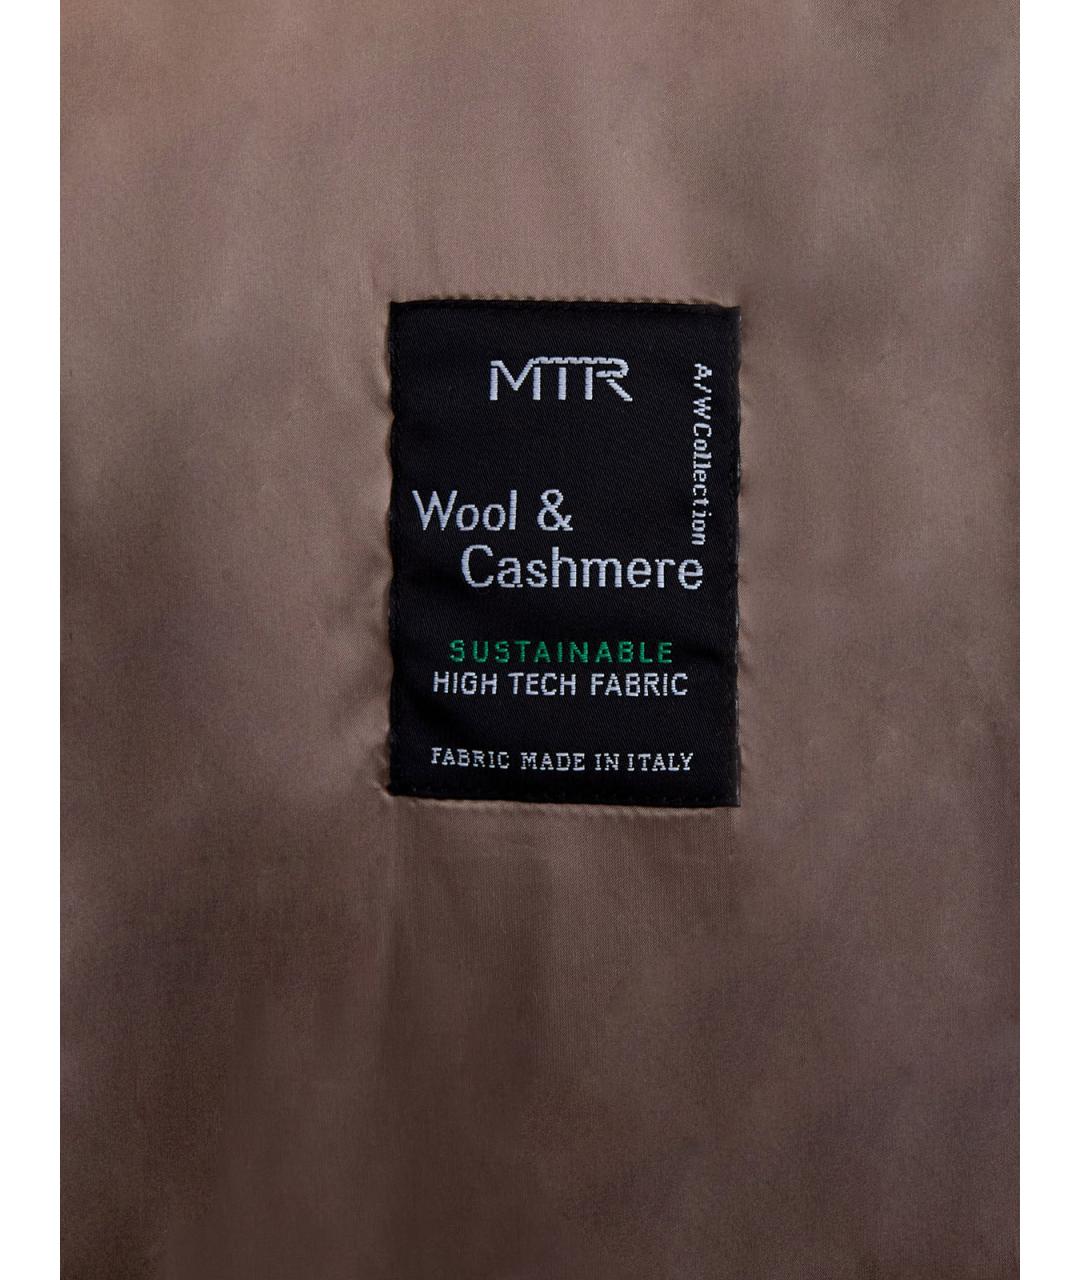 MTR
A/W Collection
Wool &
Cashmere
SUSTAINABLE
HIGH TECH FABRIC
FABRIC MADE IN ITALY